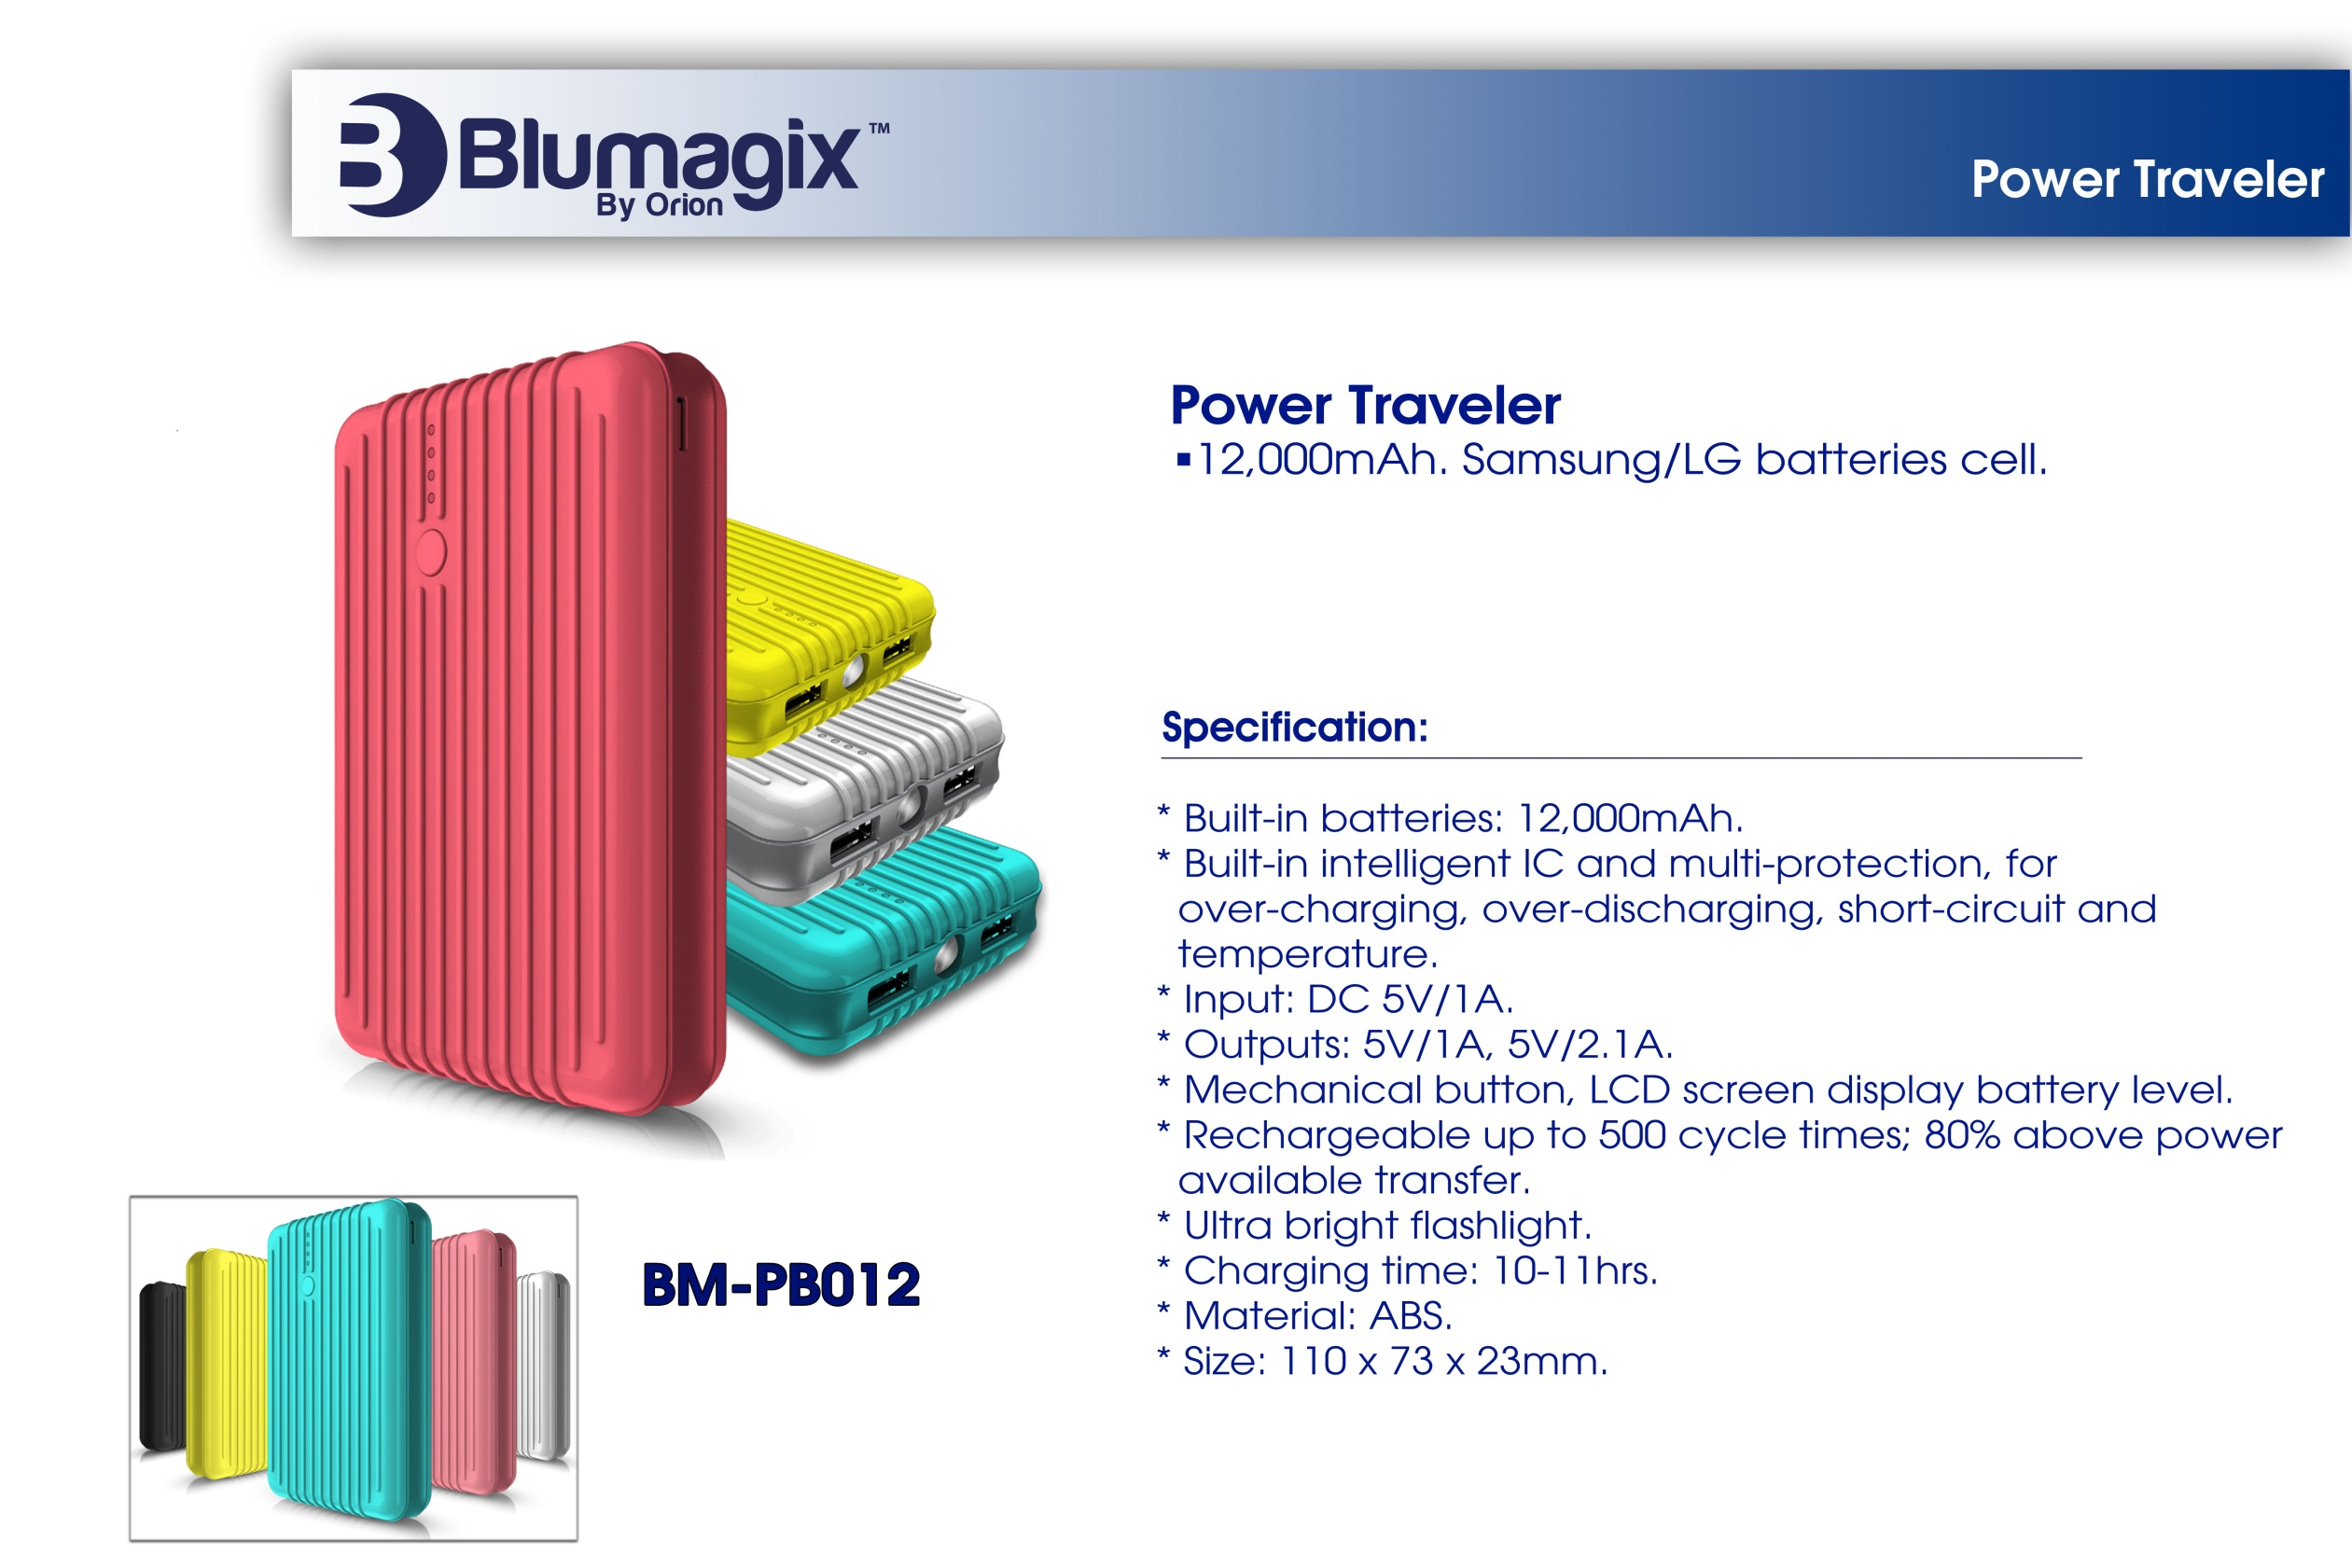 Blumagix™
By Orion
Power Traveler
Power Traveler
▪12,000mAh. Samsung/LG batteries cell.
Specification:
* Built-in batteries: 12,000mAh.
* Built-in intelligent IC and multi-protection, for
over-charging, over-discharging, short-circuit and
temperature.
* Input: DC 5V/1A.
* Outputs: 5V/1A, 5V/2.1A.
* Mechanical button, LCD screen display battery level.
* Rechargeable up to 500 cycle times; 80% above power
available transfer.
* Ultra bright flashlight.
* Charging time: 10-11hrs.
* Material: ABS.
* Size: 110 x 73 x 23mm.
BM-PB012